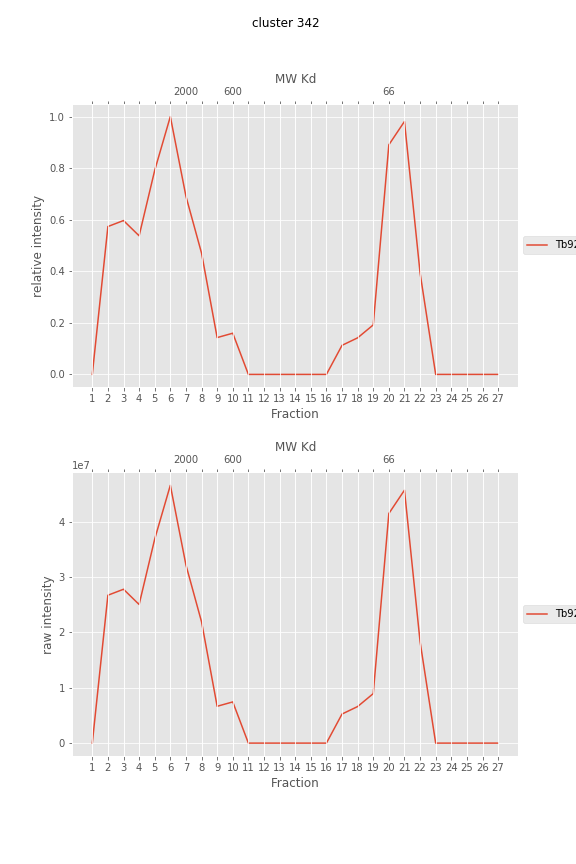 cluster 342
MW Kd
2000 600 66
1.0
0.8
0.6
0.4
0.2
0.0
relative intensity
Tb92
1 2 3 4 5 6 7 8 9 10 11 12 13 14 15 16 17 18 19 20 21 22 23 24 25 26 27
Fraction
MW Kd
1e7 2000 600 66
4
3
2
1
0
raw intensity
Tb92
1 2 3 4 5 6 7 8 9 10 11 12 13 14 15 16 17 18 19 20 21 22 23 24 25 26 27
Fraction